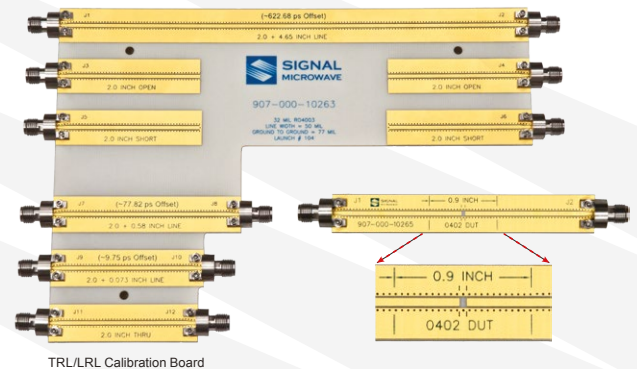 J1 (~622.68 ps Offset) J2
2.0 + 4.65 INCH LINE
J3
2.0 INCH OPEN
J4
2.0 INCH OPEN
SIGNAL
MICROWAVE
907-000-10263
32 MIL RO4003
LINE WIDTH = 50 MIL
GROUND TO GROUND = 77 MIL
LAUNCH # 104
J5
2.0 INCH SHORT
J6
2.0 INCH SHORT
J7 (~77.82 ps Offset) J8
2.0 + 0.58 INCH LINE
J9 (~9.75 ps Offset) J10
2.0 + 0.073 INCH LINE
J11 J12
2.0 INCH THRU
TRL/LRL Calibration Board
J1 SIGNAL MICROWAVE 0.9 INCH J2
907-000-10265 0402 DUT
0.9 INCH
0402 DUT